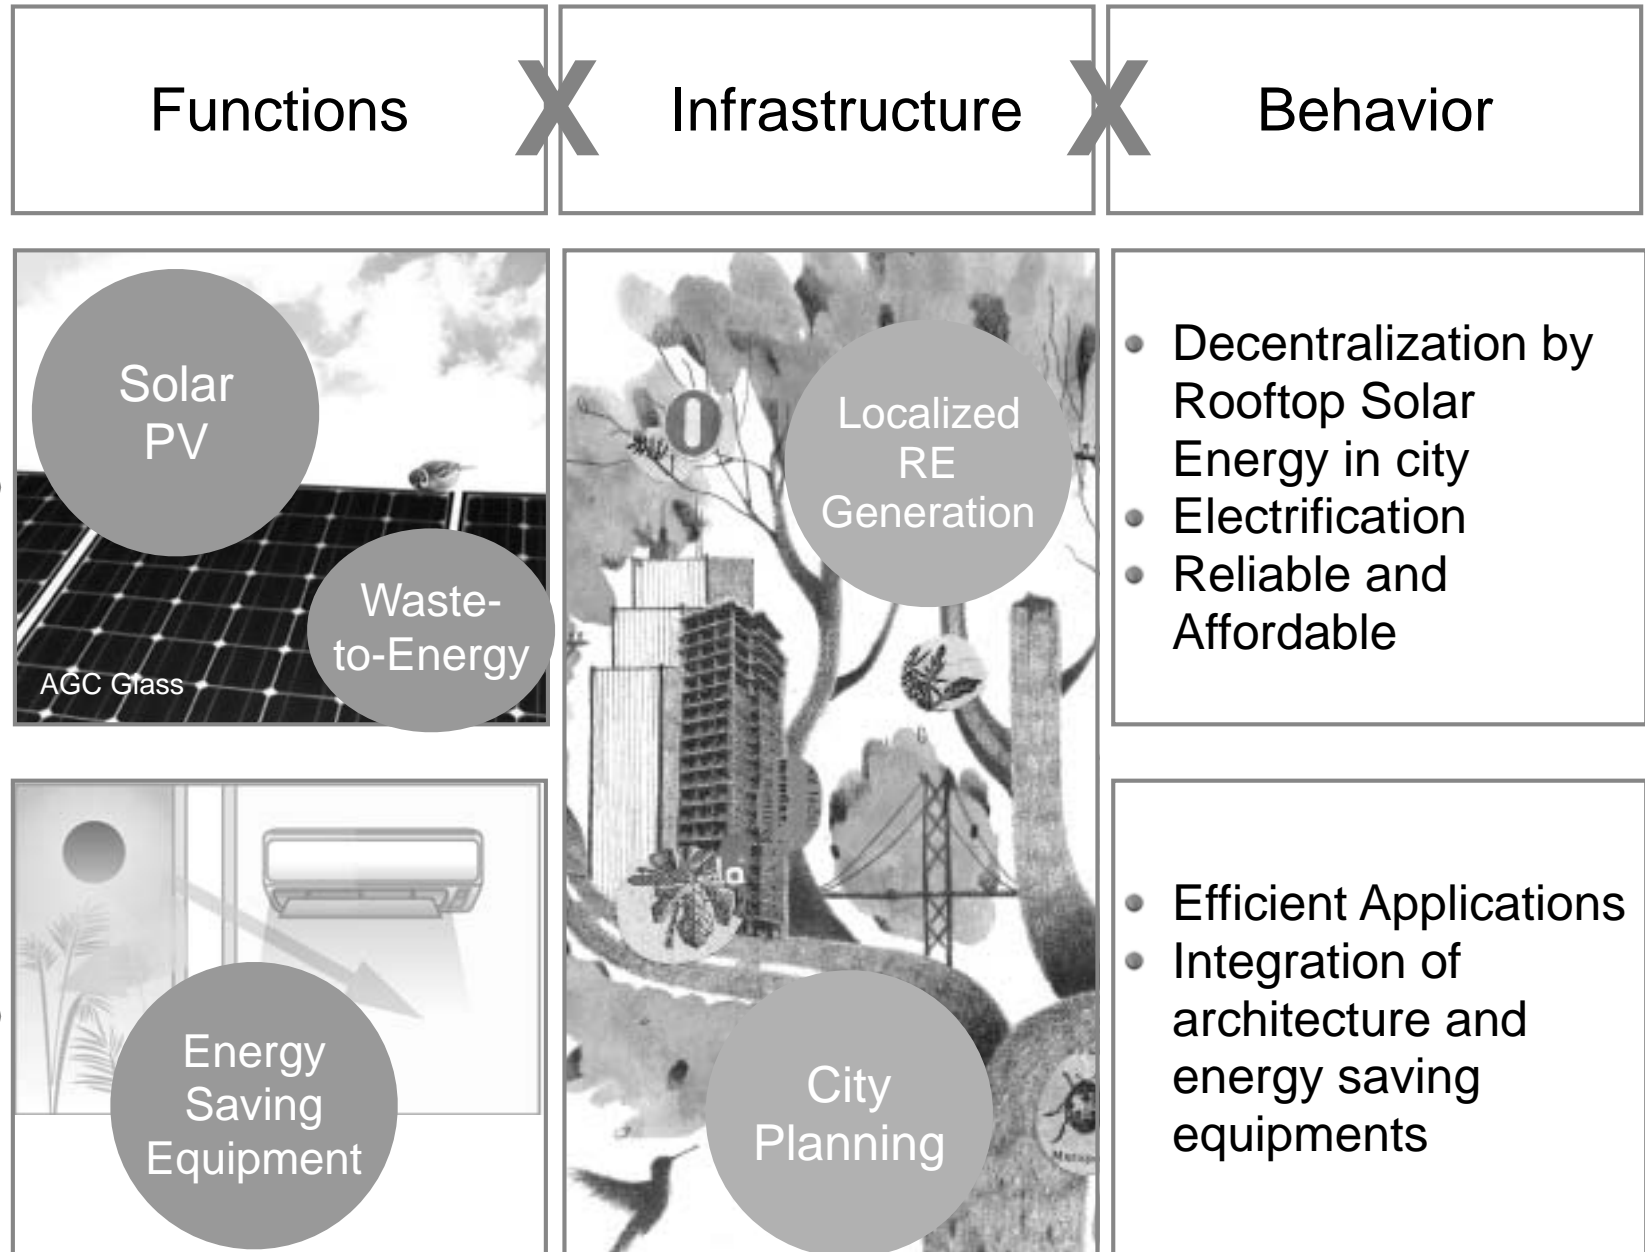 Functions
X
Infrastructure
X
Behavior
Solar
PV
Waste-
to-Energy
AGC Glass
Localized
RE
Generation
Decentralization by
Rooftop Solar
Energy in city
Electrification
Reliable and
Affordable
Energy
Saving
Equipment
City
Planning
Efficient Applications
Integration of
architecture and
energy saving
equipments